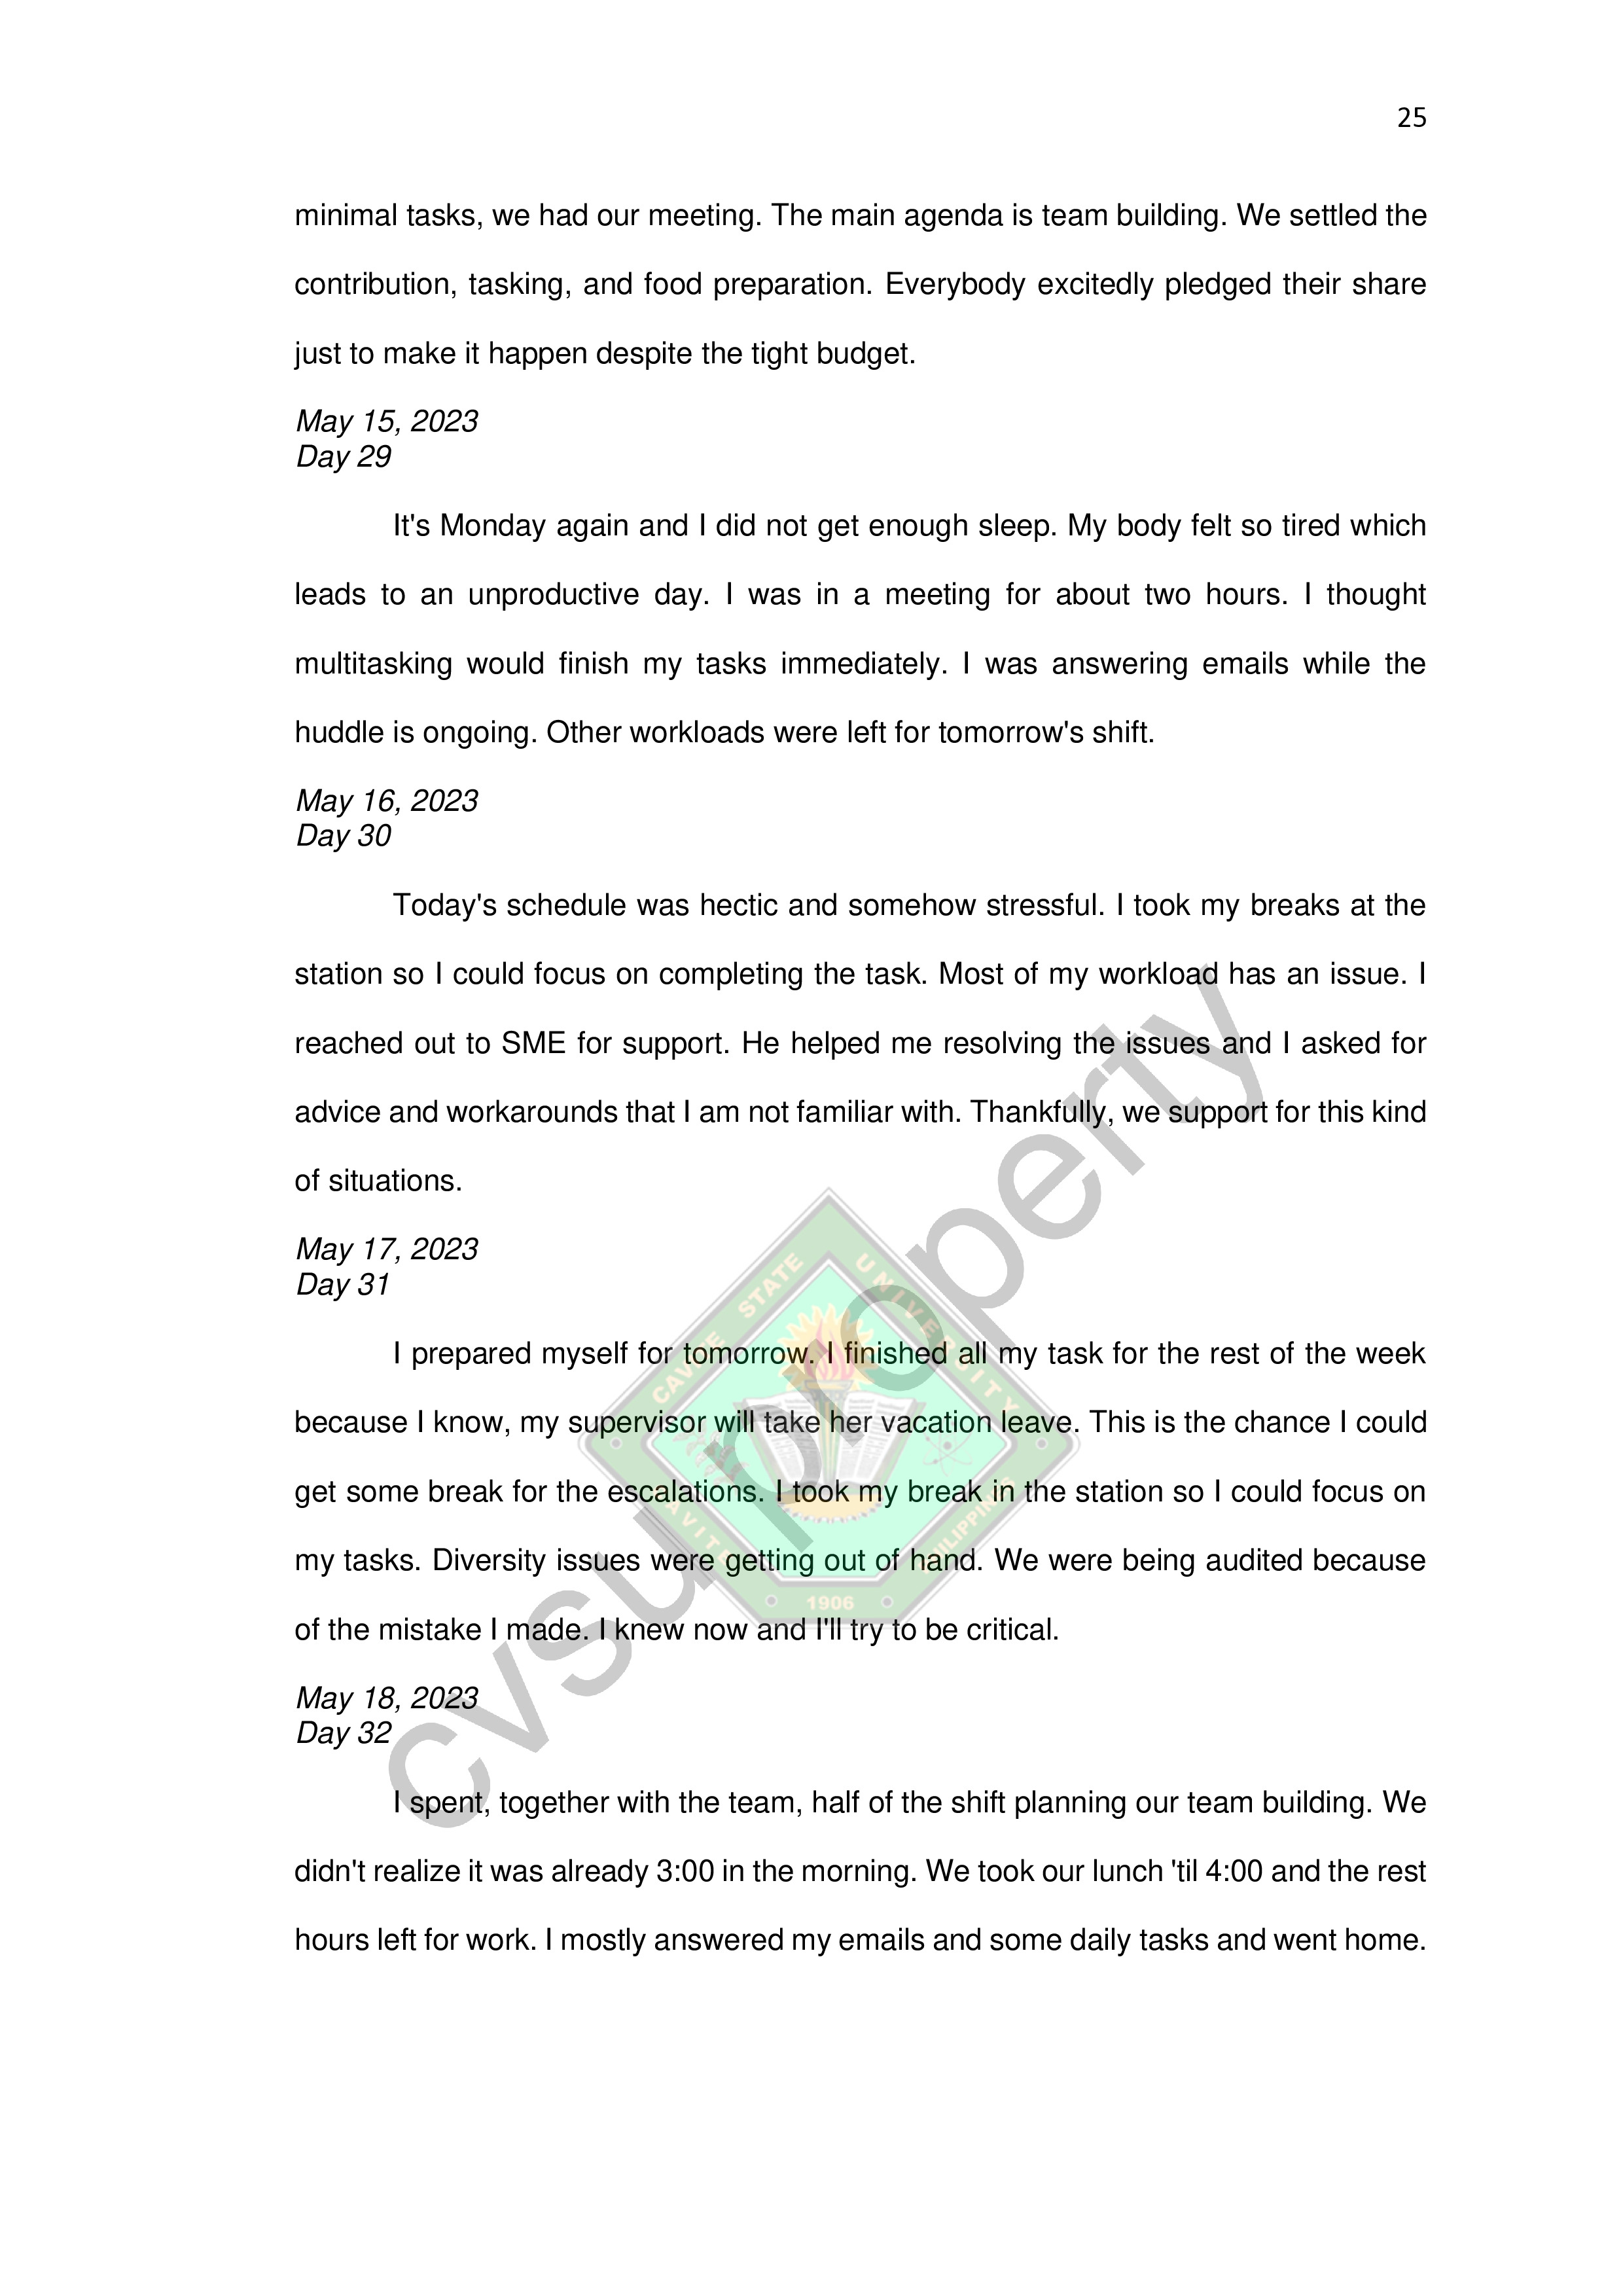 25
minimal tasks, we had our meeting. The main agenda is team building. We settled the
contribution, tasking, and food preparation. Everybody excitedly pledged their share
just to make it happen despite the tight budget.
May 15, 2023
Day 29
It's Monday again and I did not get enough sleep. My body felt so tired which
leads to an unproductive day. I was in a meeting for about two hours. I thought
multitasking would finish my tasks immediately. I was answering emails while the
huddle is ongoing. Other workloads were left for tomorrow's shift.
May 16, 2023
Day 30
Today's schedule was hectic and somehow stressful. I took my breaks at the
station so I could focus on completing the task. Most of my workload has an issue. I
reached out to SME for support. He helped me resolving the issues and I asked for
advice and workarounds that I am not familiar with. Thankfully, we support for this kind
of situations.
May 17, 2023
Day 31
I prepared myself for tomorrow. I finished all my task for the rest of the week
because I know, my supervisor will take her vacation leave. This is the chance I could
get some break for the escalations. I took my break in the station so I could focus on
my tasks. Diversity issues were getting out of hand. We were being audited because
of the mistake I made. I knew now and I'll try to be critical.
May 18, 2023
Day 32
I spent, together with the team, half of the shift planning our team building. We
didn't realize it was already 3:00 in the morning. We took our lunch 'til 4:00 and the rest
hours left for work. I mostly answered my emails and some daily tasks and went home.
cvsu property
CAVITE STATE UNIVERSITY
CAVITE PHILIPPINES
1906